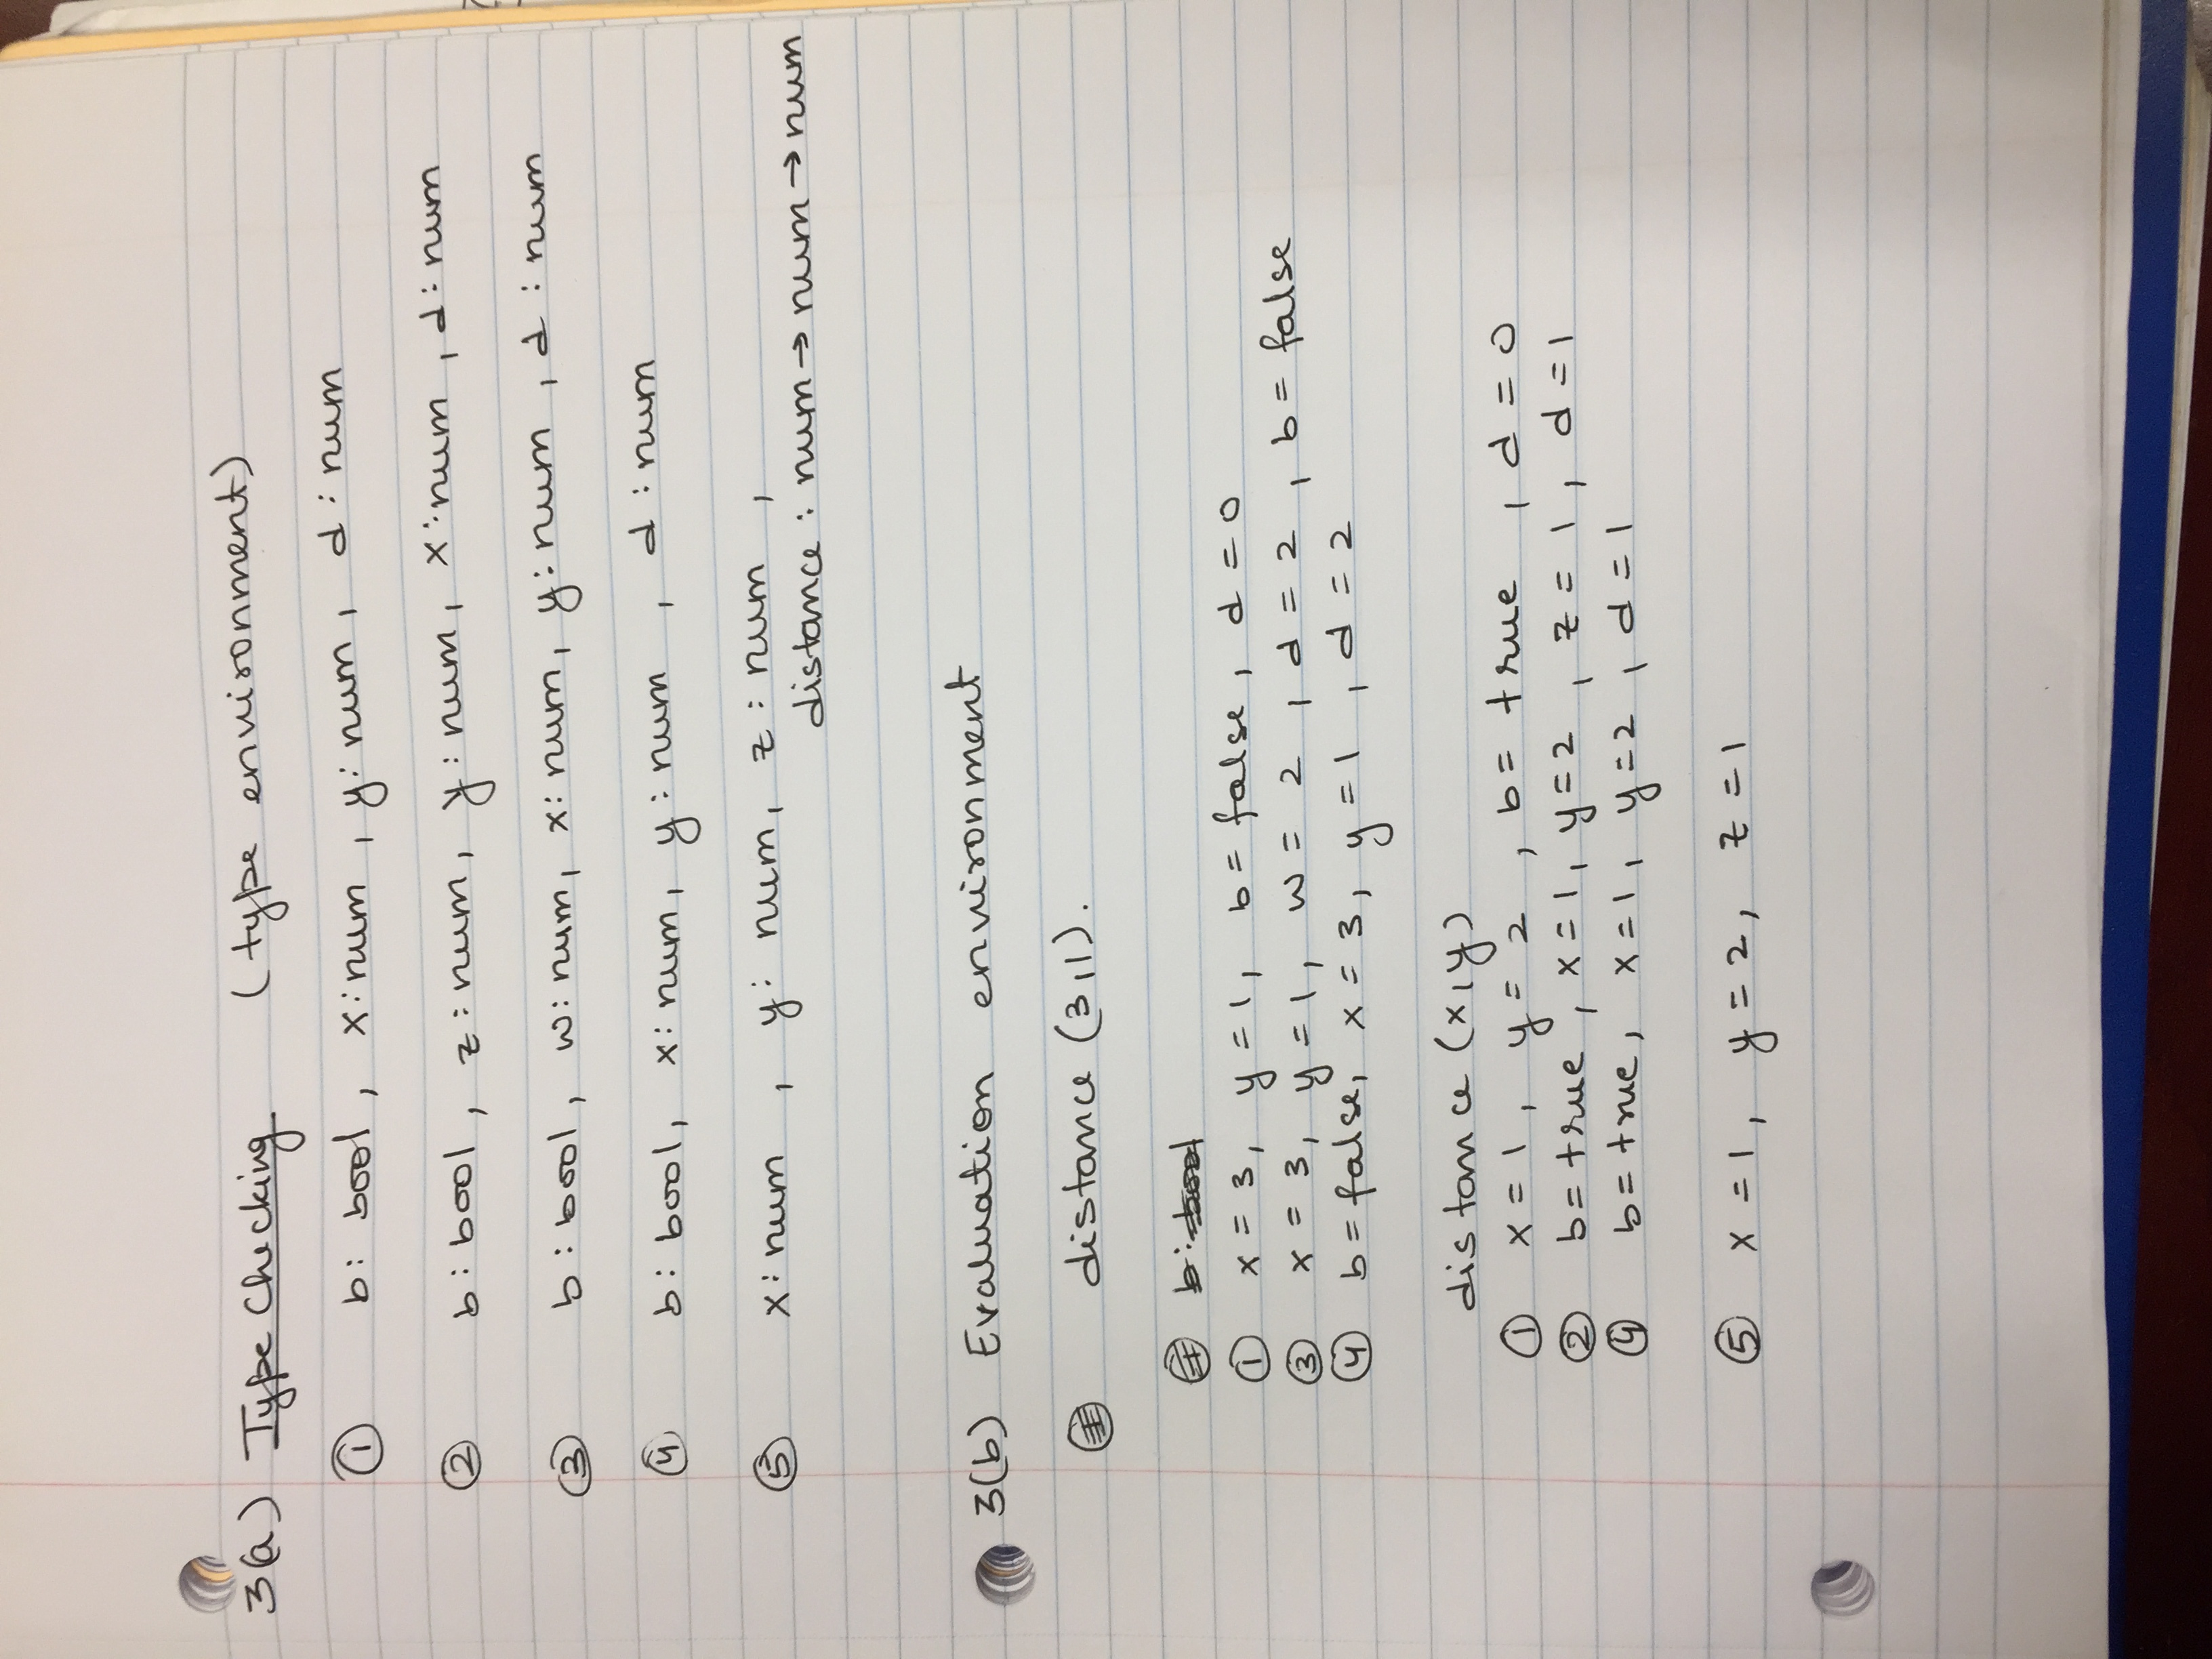 3(a) Type Checking (type environment)
① b: bool, x: num, y: num, d: num
② b: bool, z: num, y: num, x: num, d: num
③ b: bool, w: num, x: num, y: num, d: num
④ b: bool, x: num, y: num, d: num
⑤ x: num, y: num, z: num,
distance: num → num → num
3(b) Evaluation environment
distance (3,1).
b: bool
① x = 3, y = 1, b = false, d = 0
③ x = 3, y = 1, w = 2, d = 2, b = false
④ b = false, x = 3, y = 1, d = 2
distance (x,y)
① x = 1, y = 2, b = true, d = 0
② b = true, x = 1, y = 2, z = 1, d = 1
④ b = true, x = 1, y = 2, d = 1
⑤ x = 1, y = 2, z = 1